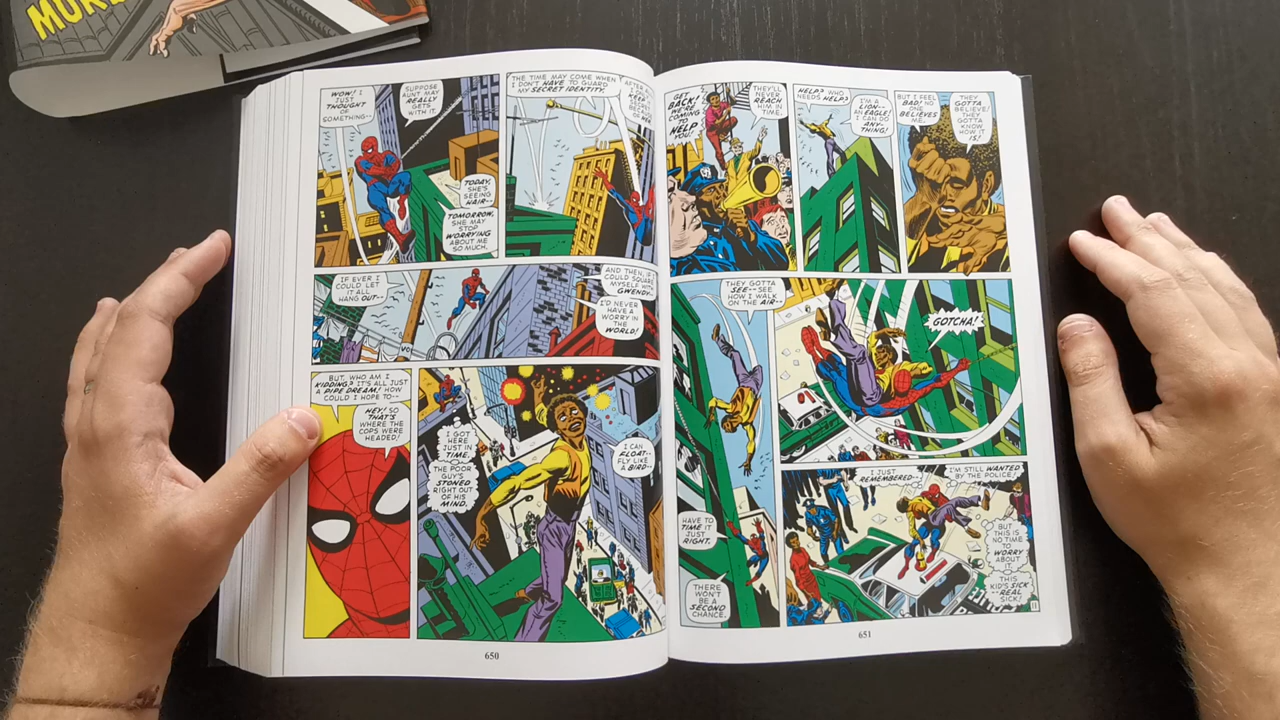 MURD
WOW! I
JUST
THOUGHT
OF
SOMETHING--
SUPPOSE
AUNT MAY
REALLY
GETS
WITH IT.
TODAY,
SHE'S
SEEING
HAIR--
TOMORROW,
SHE MAY
STOP
WORRYING
ABOUT ME
SO MUCH.
THE TIME MAY COME WHEN
I DON'T HAVE TO GUARD
MY SECRET IDENTITY.
IF EVER I
COULD LET
IT ALL
HANG OUT--
AND THEN, IF I
COULD SQUARE
MYSELF WITH
GWENDY,
I'D NEVER
HAVE A
WORRY IN
THE
WORLD!
BUT, WHO AM I
KIDDING? IT'S ALL JUST
A PIPE DREAM! HOW
COULD I HOPE TO--
HEY! SO
THAT'S
WHERE THE
COPS WERE
HEADED!
I GOT
HERE
JUST IN
TIME.
THE POOR
GUY'S
STONED
RIGHT OUT
OF HIS
MIND.
I CAN
FLOAT--
FLY LIKE
A BIRD--
650
GET
BACK!
COMING
TO
HELP
YOU!
THEY'LL
NEVER
REACH
HIM IN
TIME.
HELP? WHO
NEEDS HELP?
I'M A
LION--
AN EAGLE!
I CAN DO
ANY-
THING!
BUT I FEEL
BAD! NO
ONE
BELIEVES
ME.
THEY
GOTTA
BELIEVE!
THEY
GOTTA
KNOW
HOW IT
IS!
THEY GOTTA
SEE--SEE
HOW I WALK
ON THE AIR--
HAVE TO
TIME IT
JUST
RIGHT.
THERE
WON'T
BE A
SECOND
CHANCE.
GOTCHA!
I JUST
REMEMBERED--
I'M STILL WANTED
BY THE POLICE!
BUT
THIS IS
NO TIME
TO
WORRY
ABOUT
IT.
THIS
KID'S SICK
--REAL
SICK!
11
651